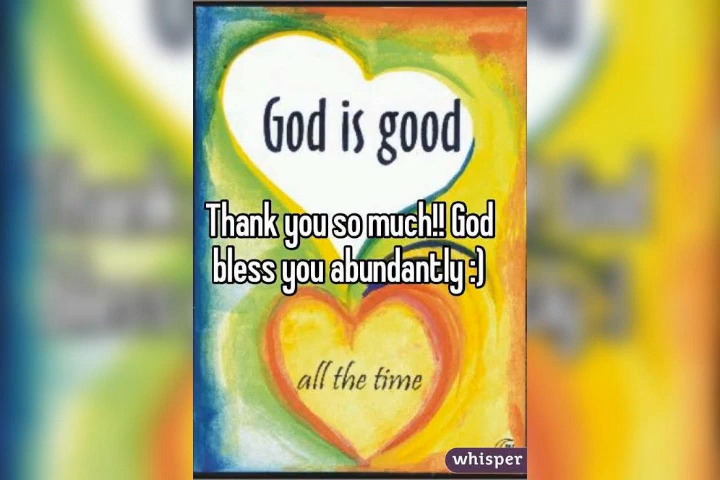 God is good
Thank you so much!! God
bless you abundantly :)
all the time
whisper